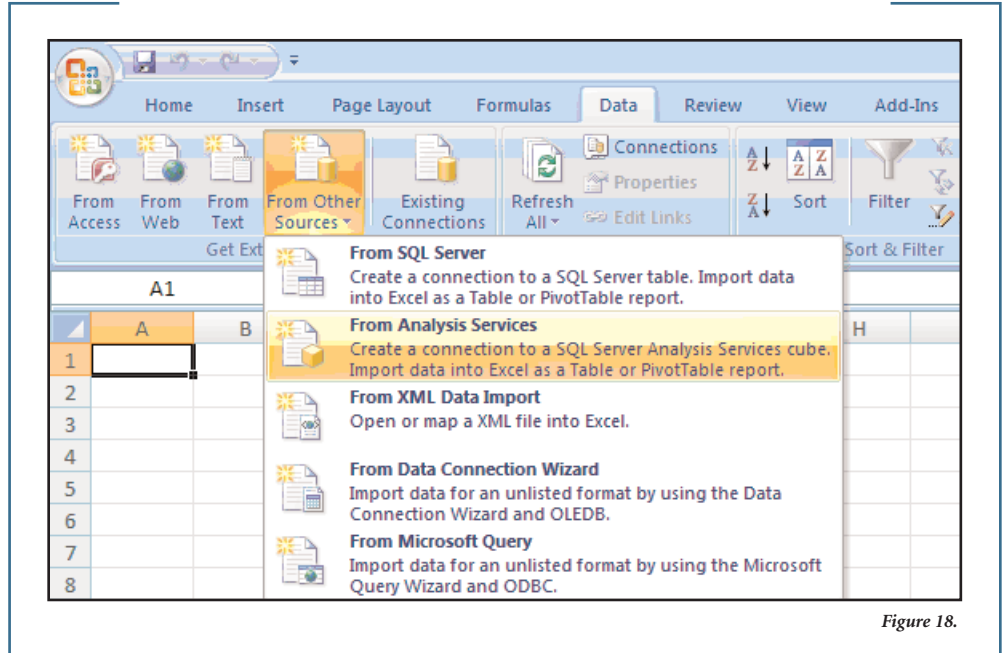 Home Insert Page Layout Formulas Data Review View Add-Ins
From Access
From Web
From Text
From Other Sources
Existing Connections
Refresh All
Connections
Properties
Edit Links
A Z
Z A
A Z Z A
Sort
Filter
Get Ext
Sort & Filter
A1
A B H
1
2
3
4
5
6
7
8
From SQL Server
Create a connection to a SQL Server table. Import data
into Excel as a Table or PivotTable report.
From Analysis Services
Create a connection to a SQL Server Analysis Services cube.
Import data into Excel as a Table or PivotTable report.
From XML Data Import
Open or map a XML file into Excel.
From Data Connection Wizard
Import data for an unlisted format by using the Data
Connection Wizard and OLEDB.
From Microsoft Query
Import data for an unlisted format by using the Microsoft
Query Wizard and ODBC.
Figure 18.